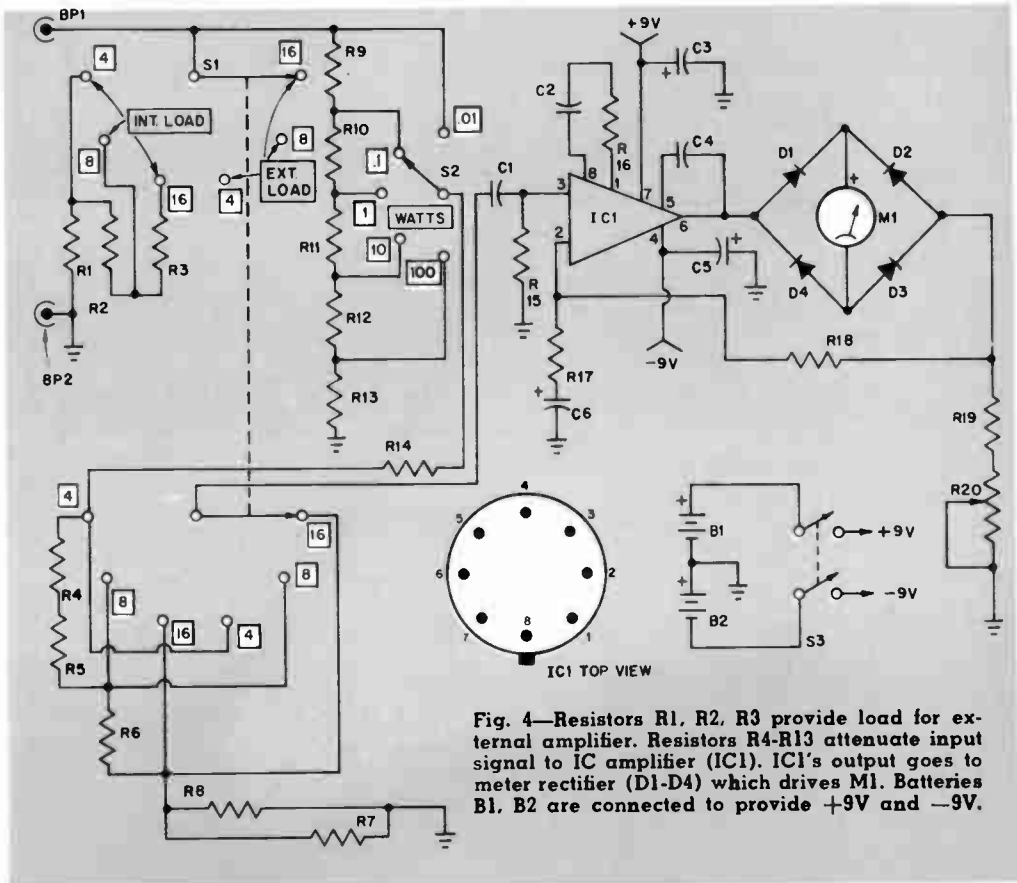 BP1
4
S1
16
R9
+9V
C3
+
C2
R
16
INT. LOAD
8
8
R10
.01
.1
S2
C4
D1
D2
16
4
EXT.
LOAD
1
WATTS
C1
3
8
1
7
5
6
IC1
2
4
+
M1
R1
R3
R2
R11
10
100
R
15
C5
+
D4
D3
BP2
R12
-9V
R18
R13
R17
+
C6
R19
R14
4
16
4
5
3
6
2
7
1
8
IC1 TOP VIEW
+
B1
+9V
R20
+
B2
-9V
S3
R4
8
8
16
4
R5
R6
R8
R7
Fig. 4—Resistors R1, R2, R3 provide load for ex-
ternal amplifier. Resistors R4-R13 attenuate input
signal to IC amplifier (IC1). IC1's output goes to
meter rectifier (D1-D4) which drives M1. Batteries
B1, B2 are connected to provide +9V and —9V.